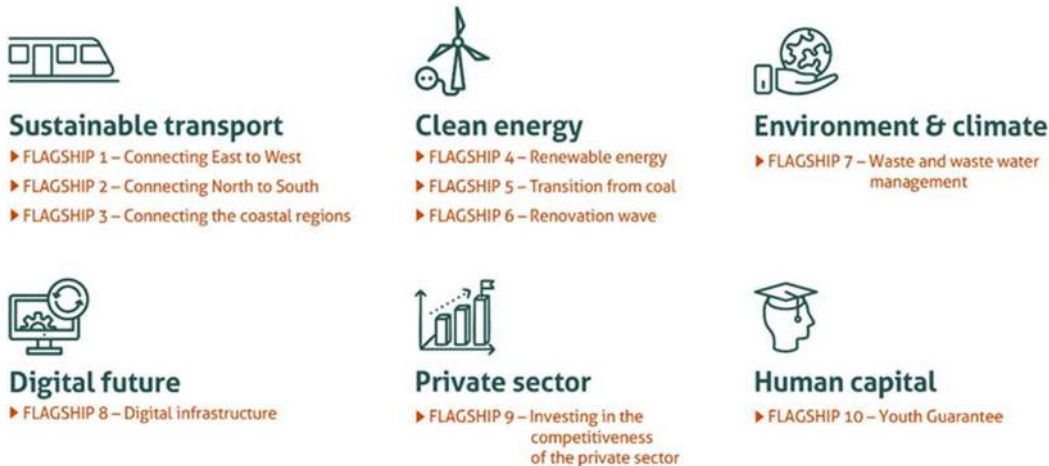 Sustainable transport
▶ FLAGSHIP 1 – Connecting East to West
▶ FLAGSHIP 2 – Connecting North to South
▶ FLAGSHIP 3 – Connecting the coastal regions
Clean energy
▶ FLAGSHIP 4 – Renewable energy
▶ FLAGSHIP 5 – Transition from coal
▶ FLAGSHIP 6 – Renovation wave
Environment & climate
▶ FLAGSHIP 7 – Waste and waste water
management
Digital future
▶ FLAGSHIP 8 – Digital infrastructure
Private sector
▶ FLAGSHIP 9 – Investing in the
competitiveness
of the private sector
Human capital
▶ FLAGSHIP 10 – Youth Guarantee